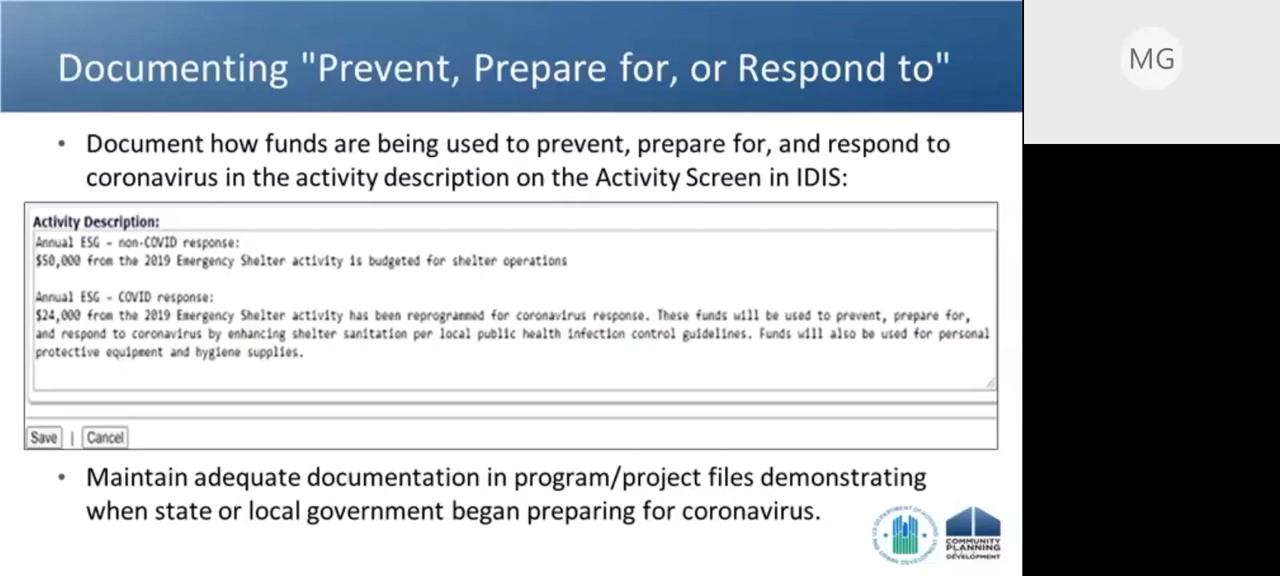 Documenting "Prevent, Prepare for, or Respond to"
MG
• Document how funds are being used to prevent, prepare for, and respond to
coronavirus in the activity description on the Activity Screen in IDIS:
Activity Description:
Annual ESG - non-COVID response:
$50,000 from the 2019 Emergency Shelter activity is budgeted for shelter operations
Annual ESG - COVID response:
$24,000 from the 2019 Emergency Shelter activity has been reprogrammed for coronavirus response. These funds will be used to prevent, prepare for,
and respond to coronavirus by enhancing shelter sanitation per local public health infection control guidelines. Funds will also be used for personal
protective equipment and hygiene supplies.
Save | Cancel
• Maintain adequate documentation in program/project files demonstrating
when state or local government began preparing for coronavirus.
U.S. DEPARTMENT OF HOUSING AND URBAN DEVELOPMENT
COMMUNITY
PLANNING
DEVELOPMENT